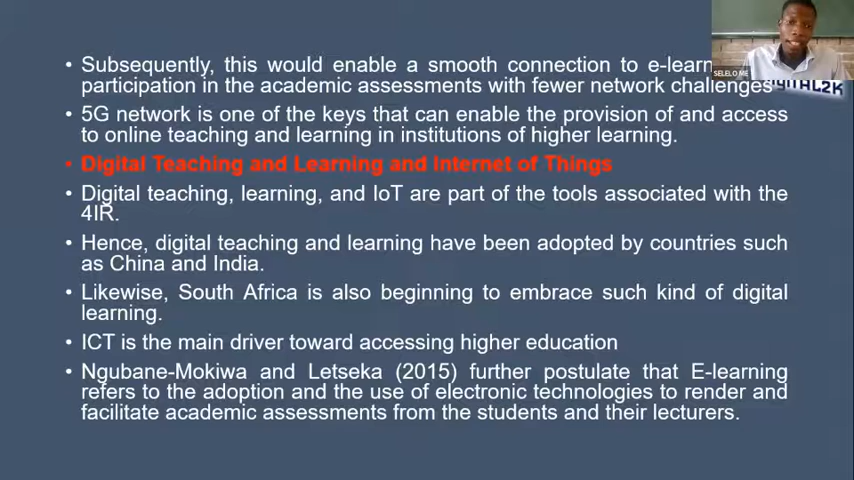 • Subsequently, this would enable a smooth connection to
participation in the academic assessments with fewer network challenges
• 5G network is one of the keys that can enable the provision of and access
to online teaching and learning in institutions of higher learning.
• Digital Teaching and Learning and Internet of Things
• Digital teaching, learning, and IoT are part of the tools associated with the
4IR.
• Hence, digital teaching and learning have been adopted by countries such
as China and India.
• Likewise, South Africa is also beginning to embrace such kind of digital
learning.
• ICT is the main driver toward accessing higher education
• Ngubane-Mokiwa and Letseka (2015) further postulate that E-learning
refers to the adoption and the use of electronic technologies to render and
facilitate academic assessments from the students and their lecturers.
SELELO ME